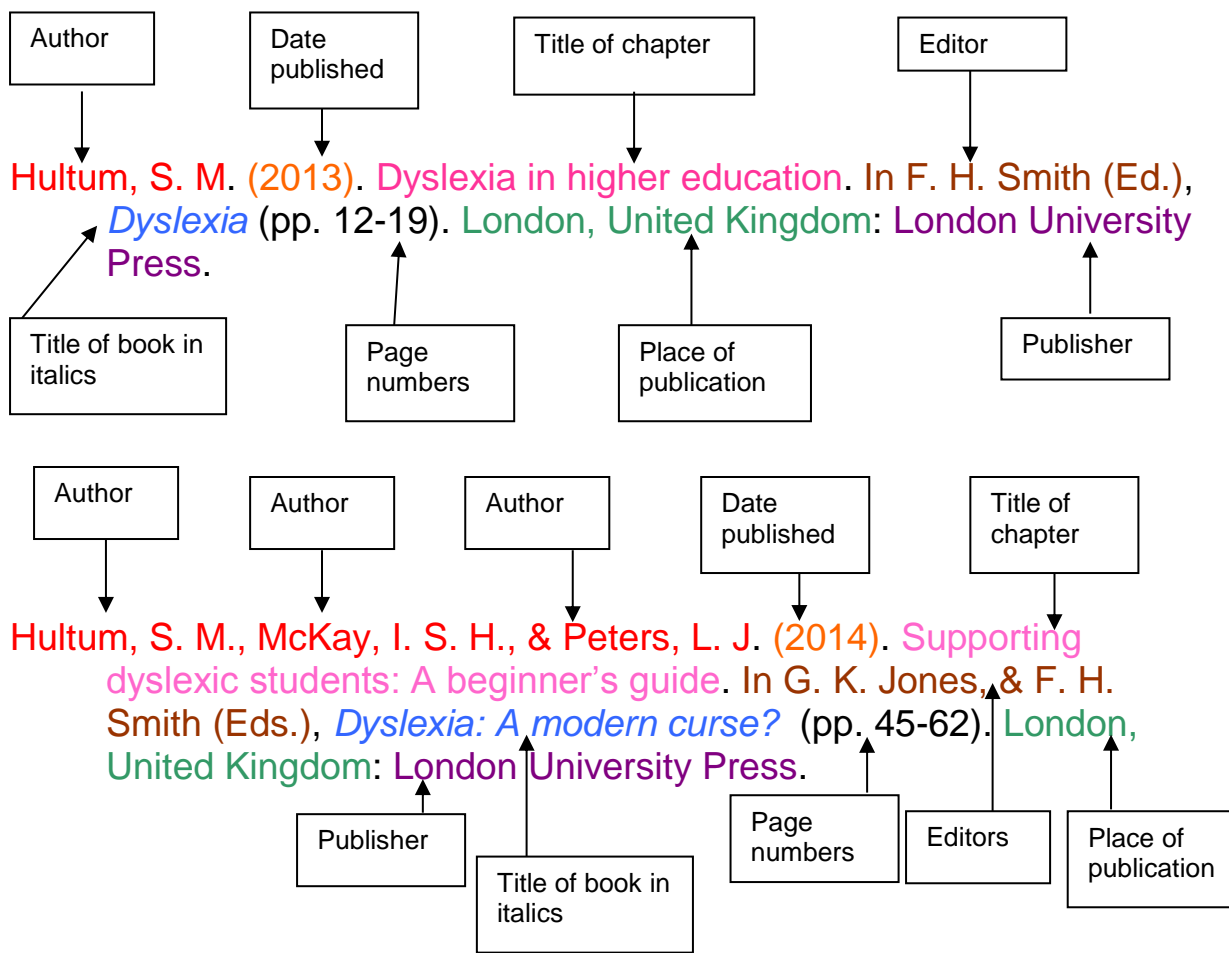 Author
Date
published
Title of chapter
Editor
Hultum, S. M. (2013). Dyslexia in higher education. In F. H. Smith (Ed.),
Dyslexia (pp. 12-19). London, United Kingdom: London University
Press.
Title of book in
italics
Page
numbers
Place of
publication
Publisher
Author
Author
Author
Date
published
Title of
chapter
Hultum, S. M., McKay, I. S. H., & Peters, L. J. (2014). Supporting
dyslexic students: A beginner’s guide. In G. K. Jones, & F. H.
Smith (Eds.), Dyslexia: A modern curse? (pp. 45-62). London,
United Kingdom: London University Press.
Publisher
Title of book in
italics
Page
numbers
Editors
Place of
publication